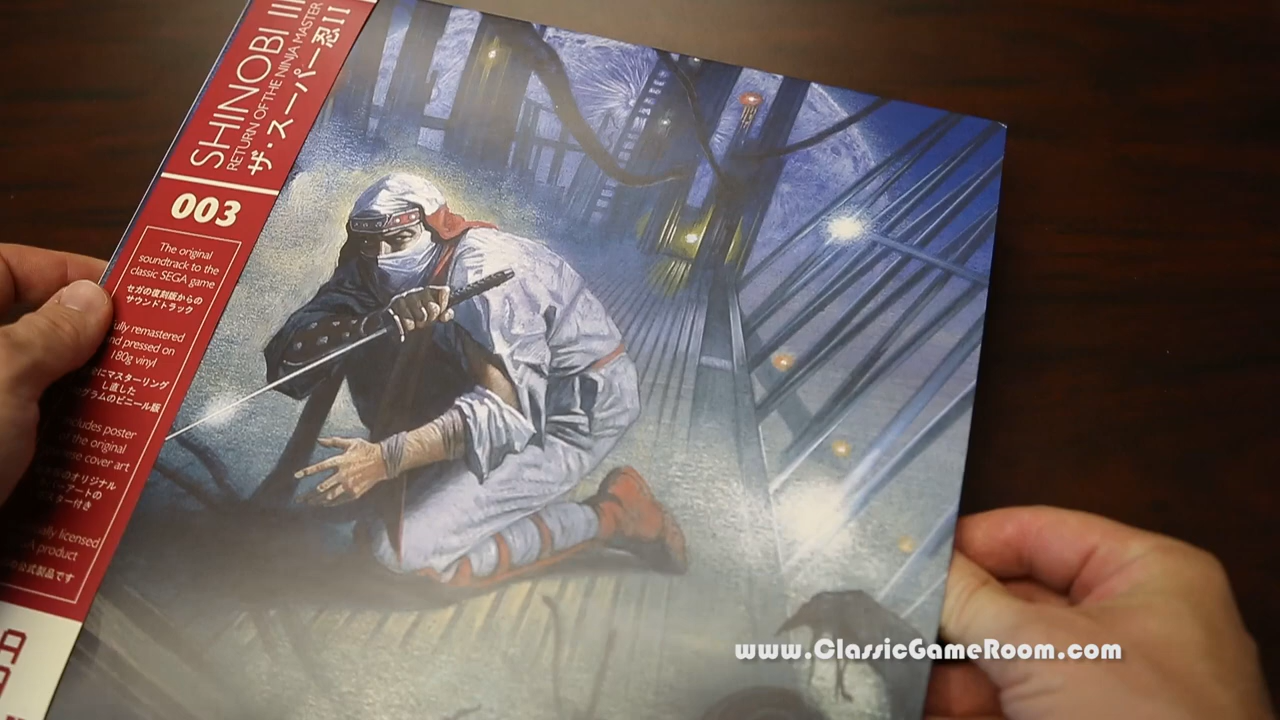 SHINOBI III
RETURN OF THE NINJA MASTER
ザ・スーパー忍II
003
The original
soundtrack to the
classic SEGA game
セガの復刻版からの
サウンドトラック
ully remastered
nd pressed on
180g vinyl
にマスターリング
し直した
グラムのビニール版
cludes poster
the original
ese cover art
のオリジナル
アートの
スター付き
ally licensed
A product
公式製品です
www.ClassicGameRoom.com